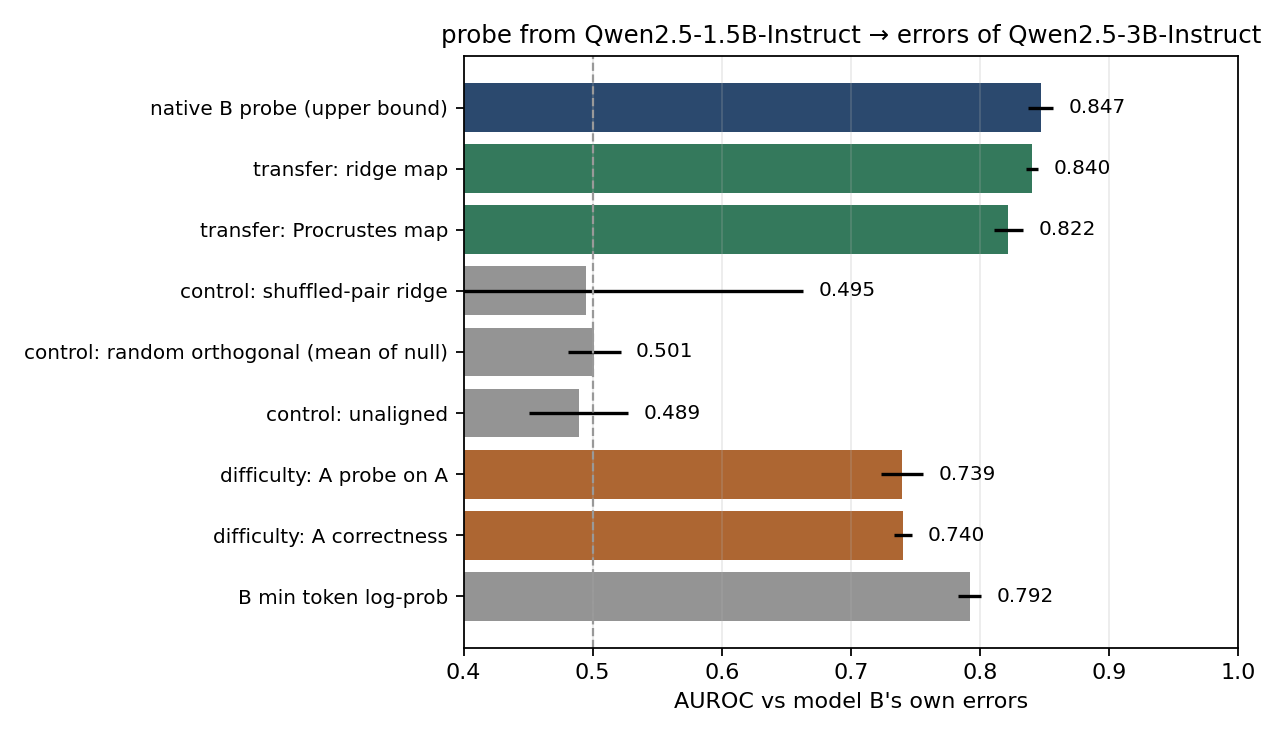 probe from Qwen2.5-1.5B-Instruct → errors of Qwen2.5-3B-Instruct
native B probe (upper bound) 0.847
transfer: ridge map 0.840
transfer: Procrustes map 0.822
control: shuffled-pair ridge 0.495
control: random orthogonal (mean of null) 0.501
control: unaligned 0.489
difficulty: A probe on A 0.739
difficulty: A correctness 0.740
B min token log-prob 0.792
0.4 0.5 0.6 0.7 0.8 0.9 1.0
AUROC vs model B's own errors